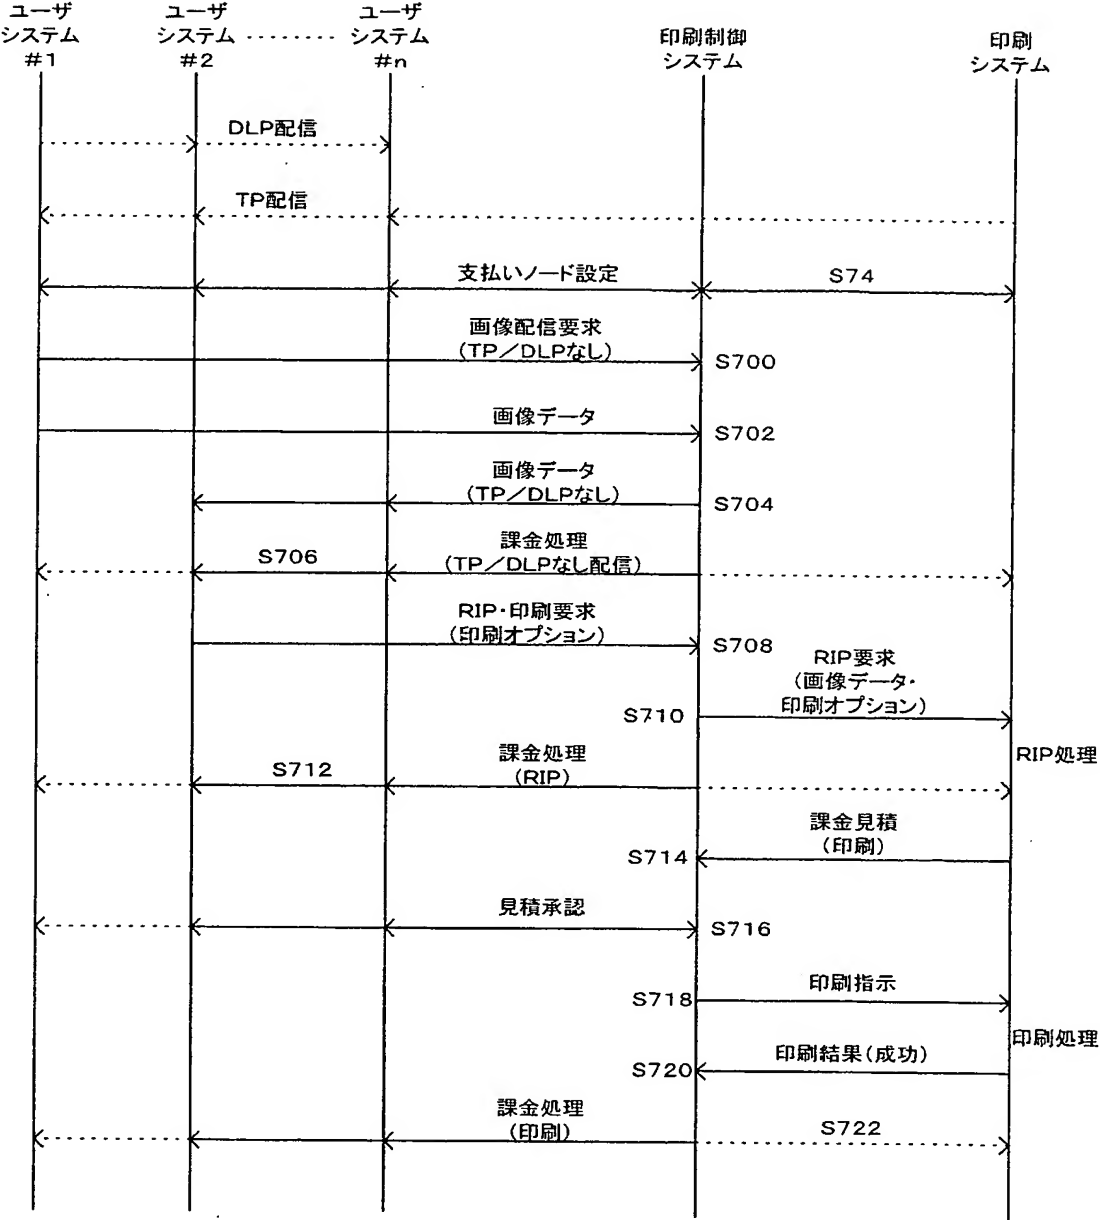 ユーザ
システム
#1
ユーザ
システム
#2
ユーザ
システム
#n
印刷制御
システム
印刷
システム
DLP配信
TP配信
支払いノード設定
S74
画像配信要求
(TP/DLPなし)
S700
画像データ
S702
画像データ
(TP/DLPなし)
S704
課金処理
(TP/DLPなし配信)
S706
RIP・印刷要求
(印刷オプション)
S708
RIP要求
(画像データ・
印刷オプション)
S710
RIP処理
課金処理
(RIP)
S712
課金見積
(印刷)
S714
見積承認
S716
印刷指示
S718
印刷処理
印刷結果(成功)
S720
課金処理
(印刷)
S722